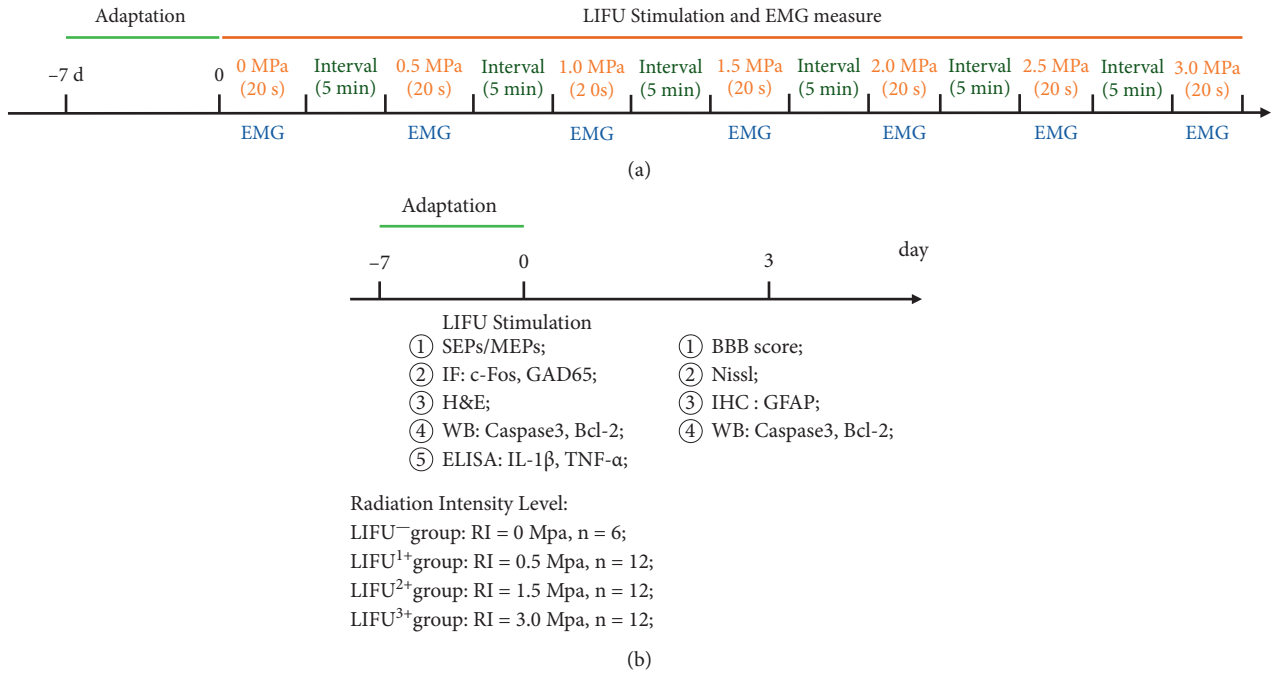 Adaptation
LIFU Stimulation and EMG measure
–7 d
0
0 MPa
(20 s)
Interval
(5 min)
0.5 MPa
(20 s)
Interval
(5 min)
1.0 MPa
(2 0s)
Interval
(5 min)
1.5 MPa
(20 s)
Interval
(5 min)
2.0 MPa
(20 s)
Interval
(5 min)
2.5 MPa
(20 s)
Interval
(5 min)
3.0 MPa
(20 s)
EMG
EMG
EMG
EMG
EMG
EMG
EMG
(a)
Adaptation
–7
0
3
day
LIFU Stimulation
① SEPs/MEPs;
② IF: c-Fos, GAD65;
③ H&E;
④ WB: Caspase3, Bcl-2;
⑤ ELISA: IL-1β, TNF-α;
① BBB score;
② Nissl;
③ IHC : GFAP;
④ WB: Caspase3, Bcl-2;
Radiation Intensity Level:
LIFU⁻group: RI = 0 Mpa, n = 6;
LIFU¹⁺group: RI = 0.5 Mpa, n = 12;
LIFU²⁺group: RI = 1.5 Mpa, n = 12;
LIFU³⁺group: RI = 3.0 Mpa, n = 12;
(b)